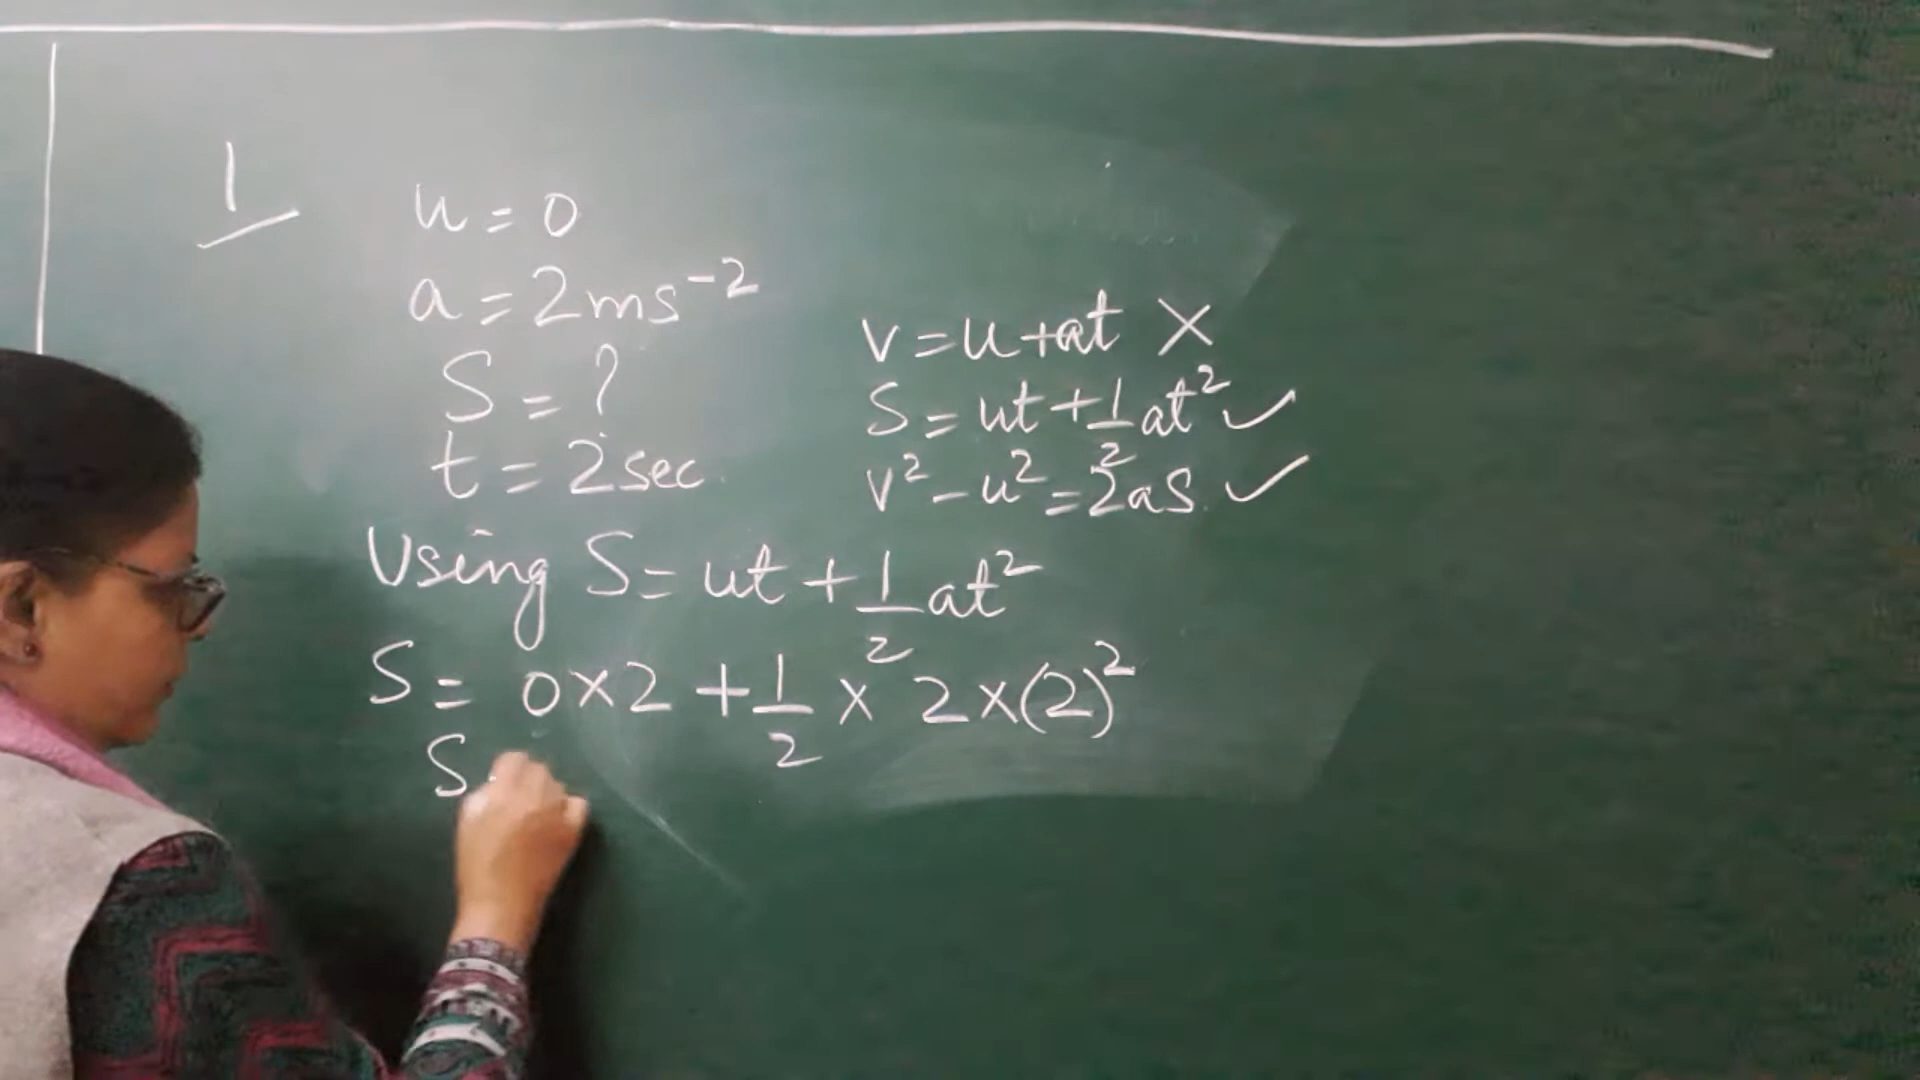 1
u = 0
a = 2ms⁻²
S = ?
t = 2sec.
v = u+at ×
S = ut + 1/2 at² ✓
v² - u² = 2aS. ✓
Using S = ut + 1/2 at²
S = 0×2 + 1/2 × 2×(2)²
S